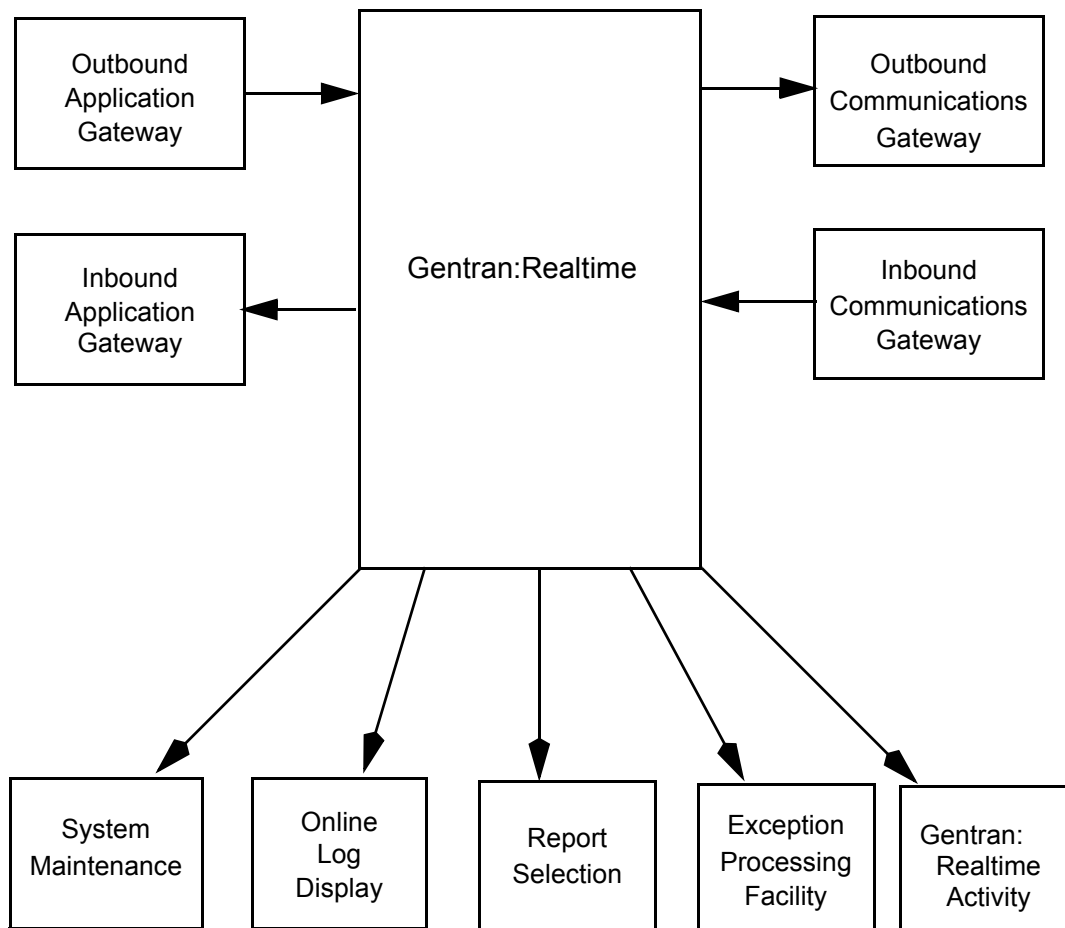 Outbound
Application
Gateway
Outbound
Communications
Gateway
Gentran:Realtime
Inbound
Application
Gateway
Inbound
Communications
Gateway
System
Maintenance
Online
Log
Display
Report
Selection
Exception
Processing
Facility
Gentran:
Realtime
Activity